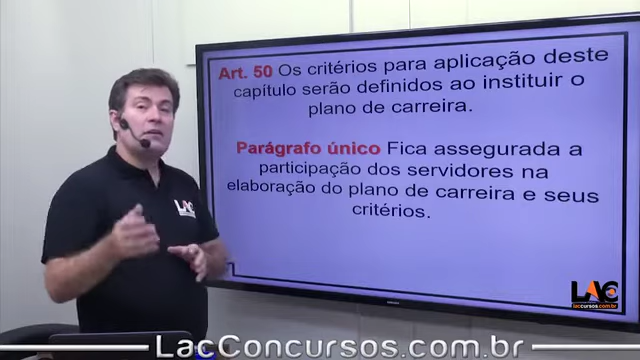 Art. 50 Os critérios para aplicação deste
capítulo serão definidos ao instituir o
plano de carreira.
Parágrafo único Fica assegurada a
participação dos servidores na
elaboração do plano de carreira e seus
critérios.
LAC
LAC
laccursos.com.br
LacConcursos.com.br